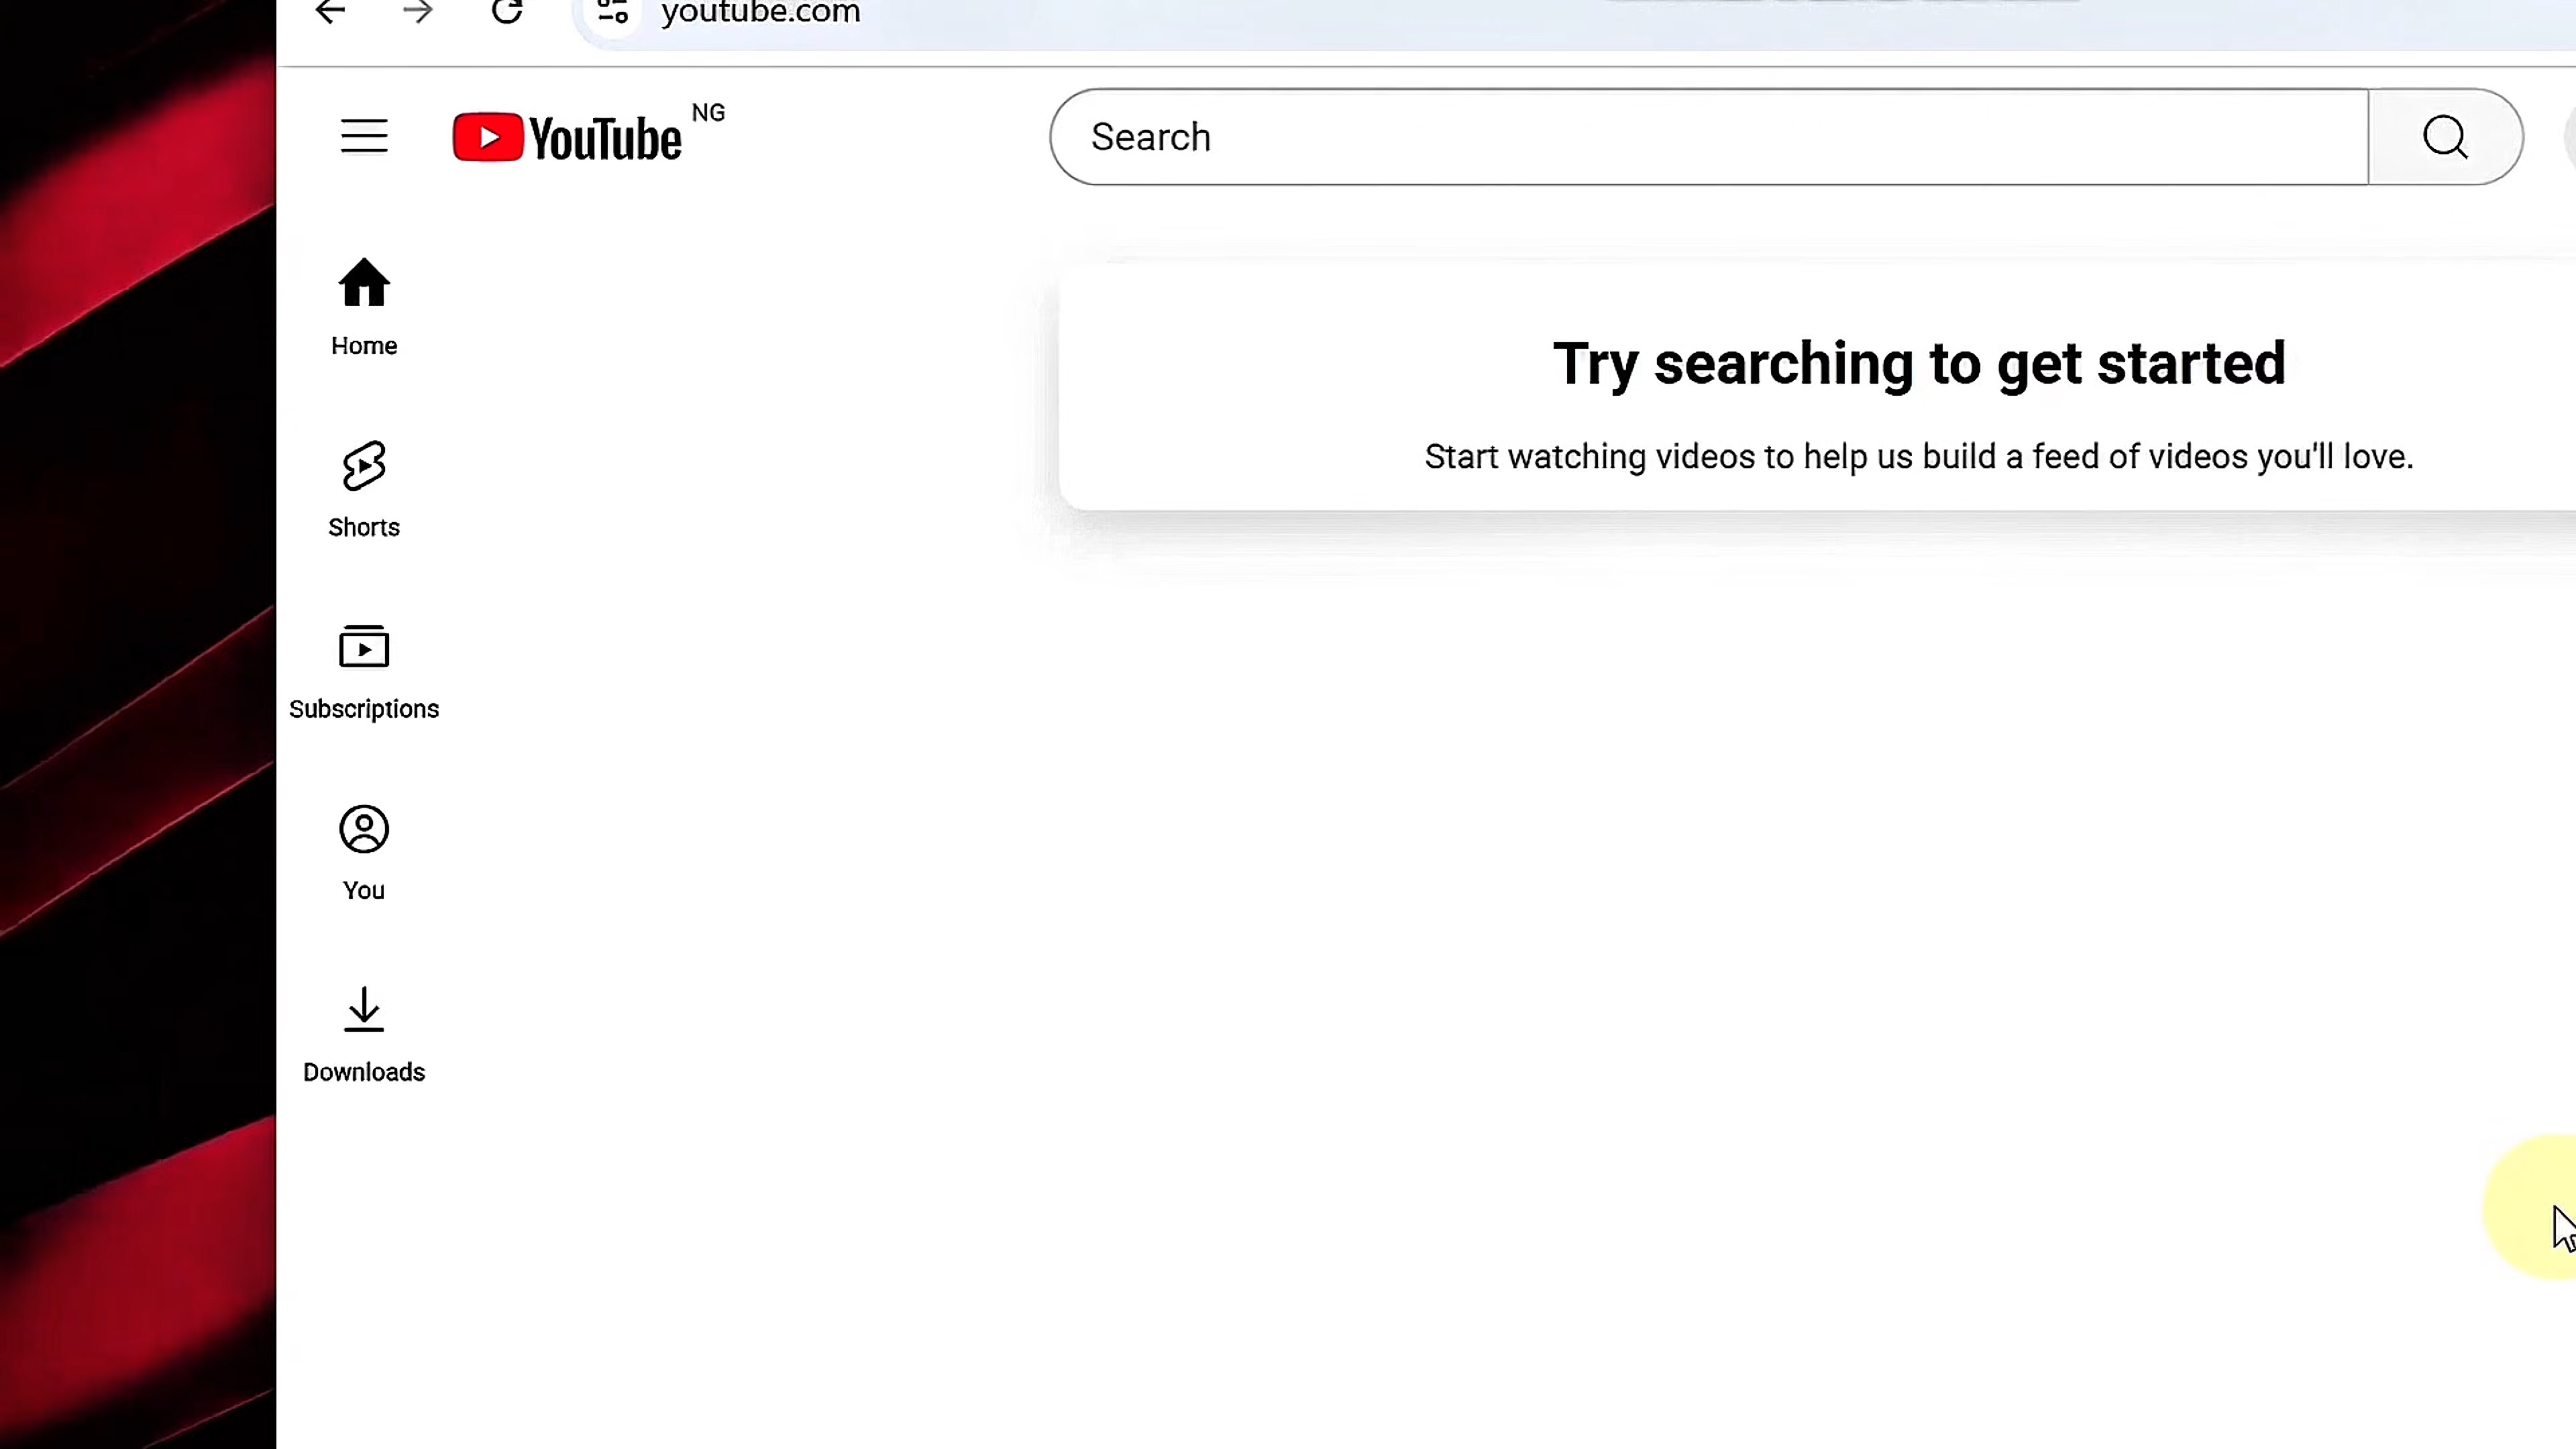 youtube.com
YouTube NG
Search
Try searching to get started
Start watching videos to help us build a feed of videos you'll love.
Home
Shorts
Subscriptions
You
Downloads